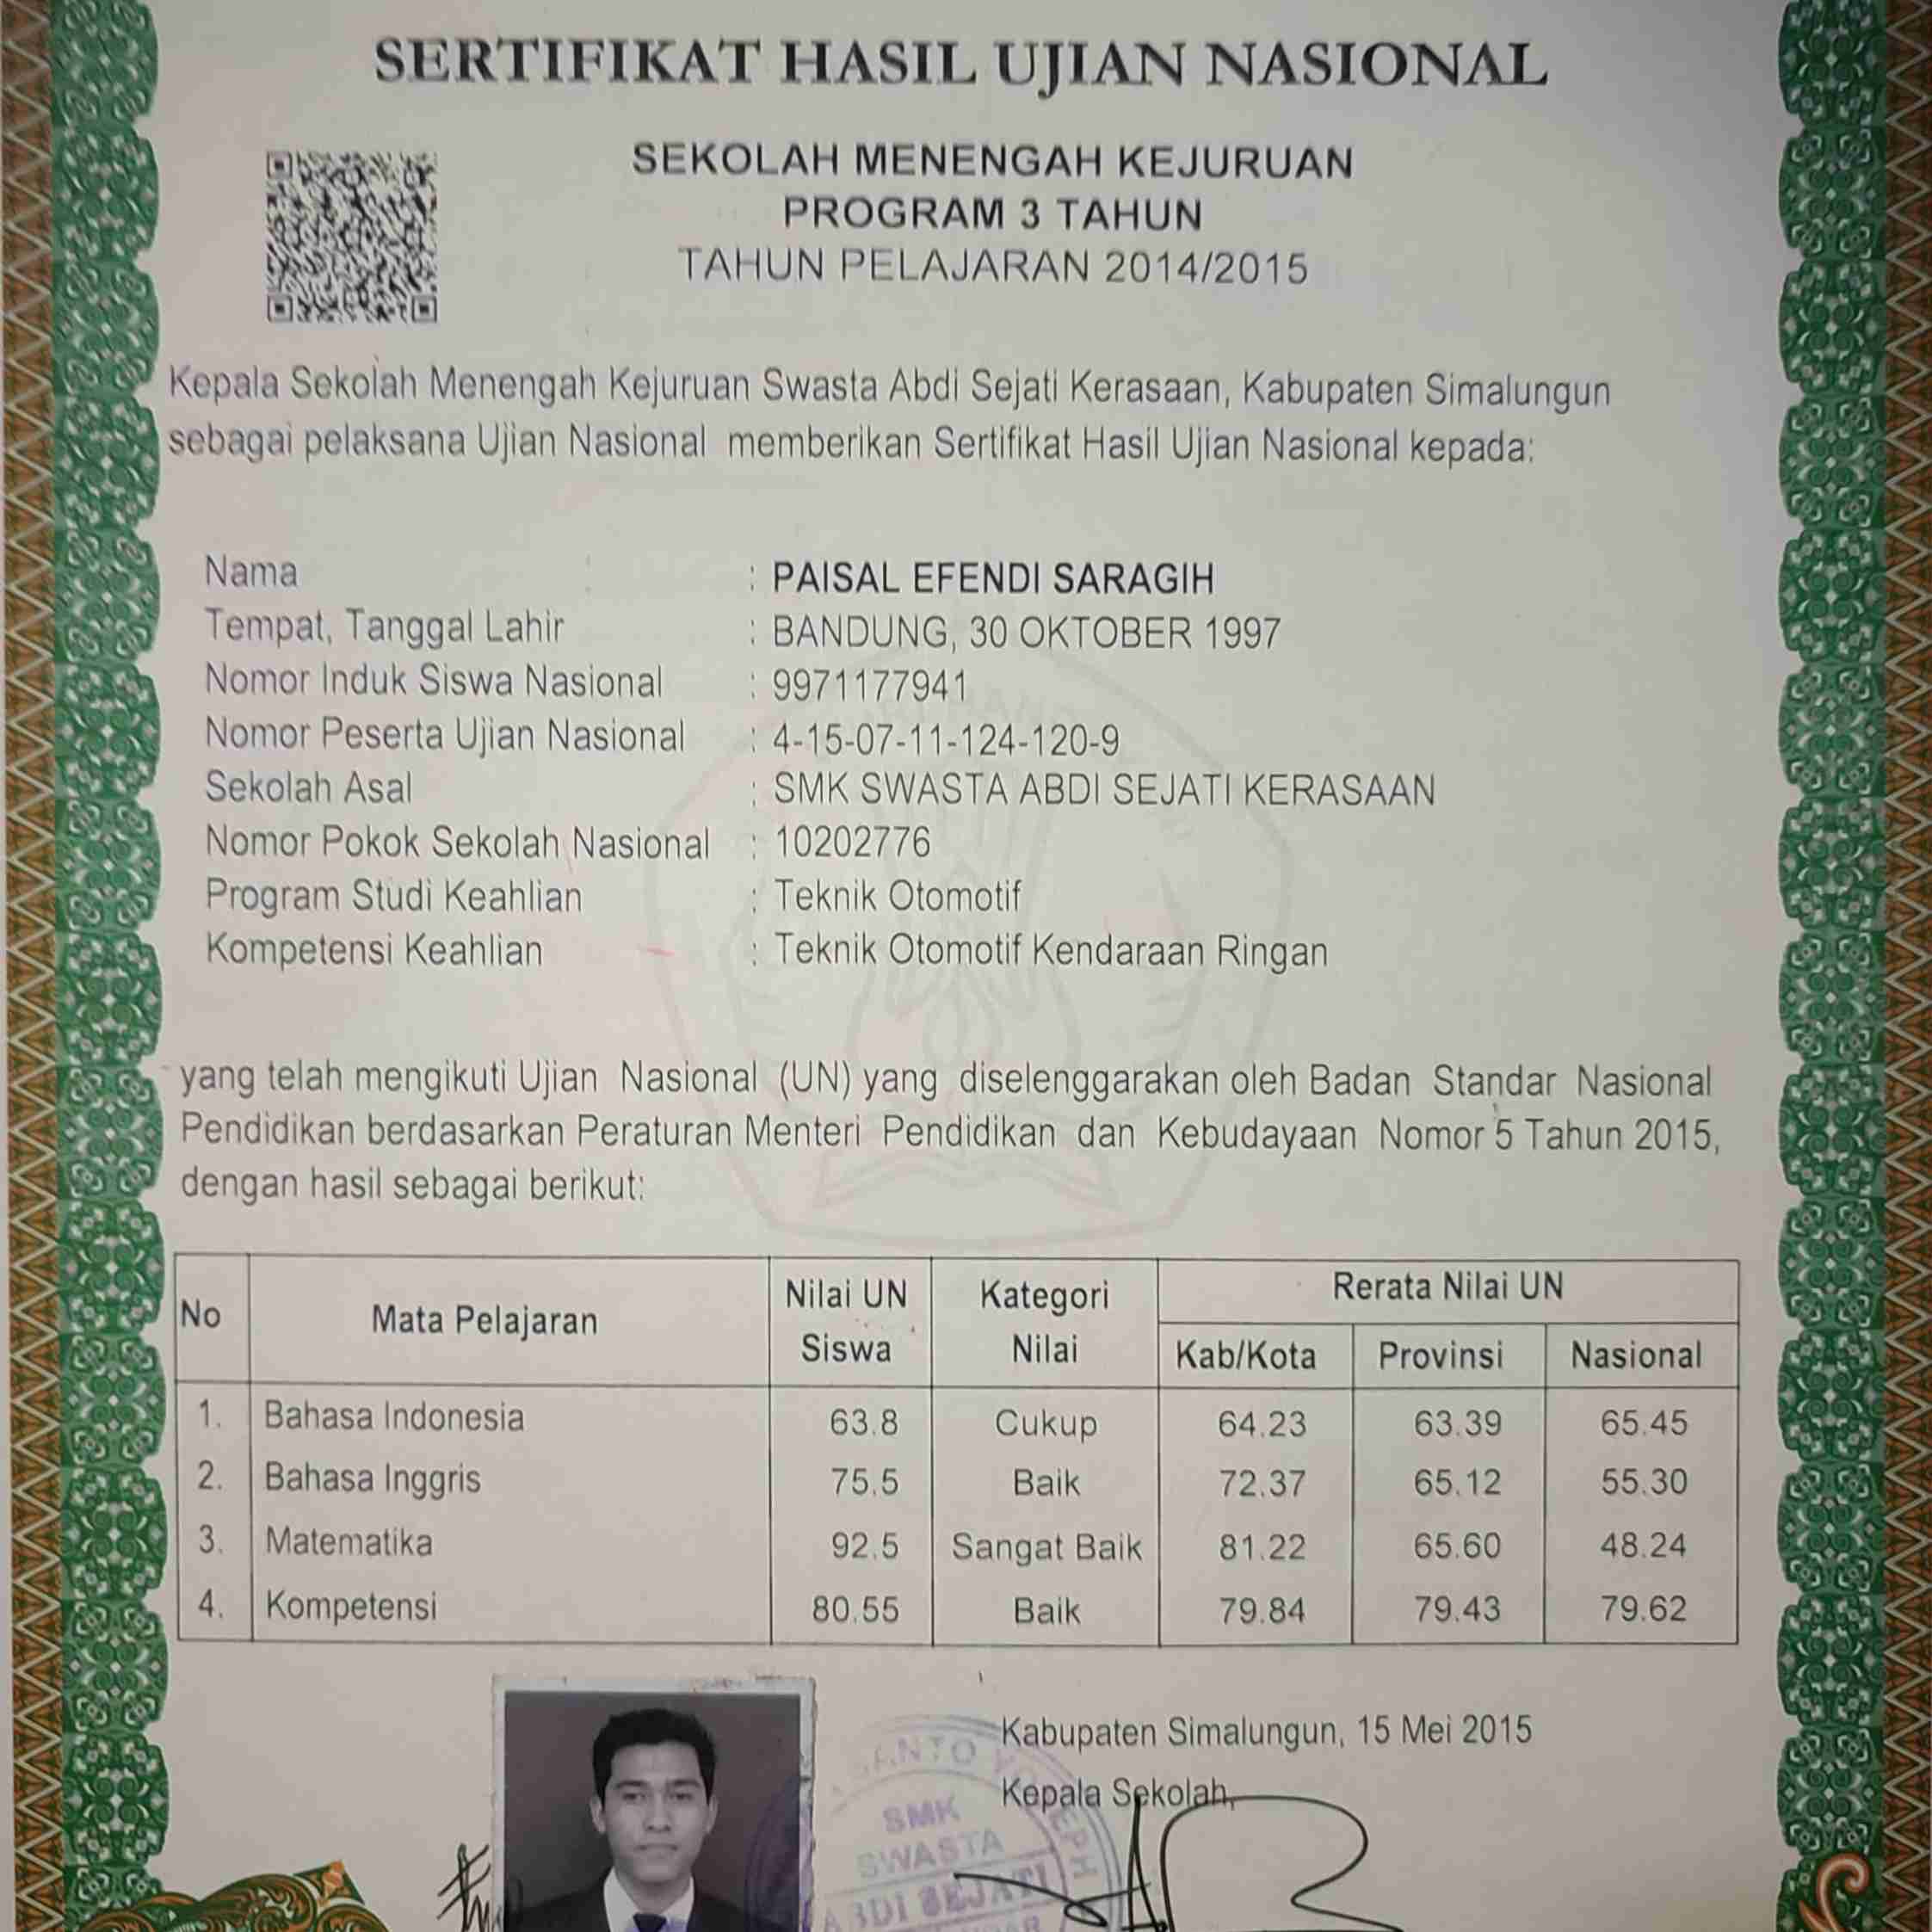 SERTIFIKAT HASIL UJIAN NASIONAL
SEKOLAH MENENGAH KEJURUAN
PROGRAM 3 TAHUN
TAHUN PELAJARAN 2014/2015
Kepala Sekolah Menengah Kejuruan Swasta Abdi Sejati Kerasaan, Kabupaten Simalungun
sebagai pelaksana Ujian Nasional memberikan Sertifikat Hasil Ujian Nasional kepada:
Nama : PAISAL EFENDI SARAGIH
Tempat, Tanggal Lahir : BANDUNG, 30 OKTOBER 1997
Nomor Induk Siswa Nasional : 9971177941
Nomor Peserta Ujian Nasional : 4-15-07-11-124-120-9
Sekolah Asal : SMK SWASTA ABDI SEJATI KERASAAN
Nomor Pokok Sekolah Nasional : 10202776
Program Studi Keahlian : Teknik Otomotif
Kompetensi Keahlian : Teknik Otomotif Kendaraan Ringan
yang telah mengikuti Ujian Nasional (UN) yang diselenggarakan oleh Badan Standar Nasional
Pendidikan berdasarkan Peraturan Menteri Pendidikan dan Kebudayaan Nomor 5 Tahun 2015,
dengan hasil sebagai berikut:
No Mata Pelajaran Nilai UN Siswa Kategori Nilai Rerata Nilai UN
Kab/Kota Provinsi Nasional
1. Bahasa Indonesia 63.8 Cukup 64.23 63.39 65.45
2. Bahasa Inggris 75.5 Baik 72.37 65.12 55.30
3. Matematika 92.5 Sangat Baik 81.22 65.60 48.24
4. Kompetensi 80.55 Baik 79.84 79.43 79.62
Kabupaten Simalungun, 15 Mei 2015
Kepala Sekolah,
SMK
SWASTA
ABDI SEJATI